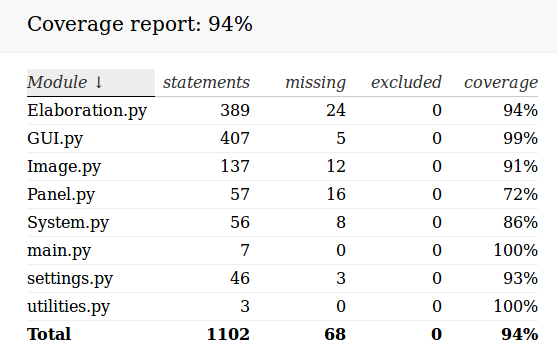 Coverage report: 94%
Module ↓ statements missing excluded coverage
Elaboration.py 389 24 0 94%
GUI.py 407 5 0 99%
Image.py 137 12 0 91%
Panel.py 57 16 0 72%
System.py 56 8 0 86%
main.py 7 0 0 100%
settings.py 46 3 0 93%
utilities.py 3 0 0 100%
Total 1102 68 0 94%